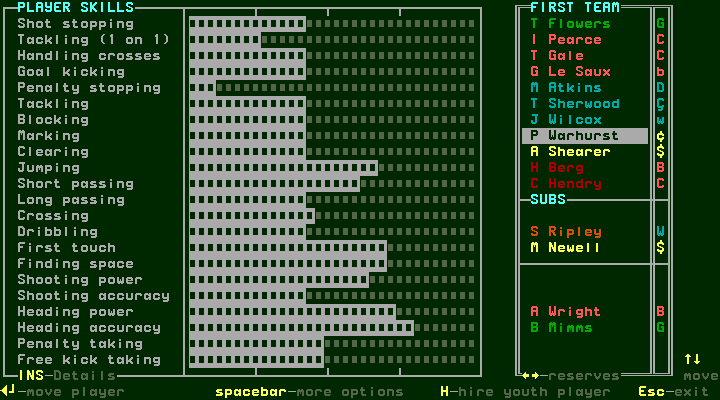 PLAYER SKILLS
Shot stopping
Tackling (1 on 1)
Handling crosses
Goal kicking
Penalty stopping
Tackling
Blocking
Marking
Clearing
Jumping
Short passing
Long passing
Crossing
Dribbling
First touch
Finding space
Shooting power
Shooting accuracy
Heading power
Heading accuracy
Penalty taking
Free kick taking
INS-Details
FIRST TEAM
T Flowers G
I Pearce C
T Gale C
G Le Saux b
M Atkins D
T Sherwood Ç
J Wilcox w
P Warhurst ¢
A Shearer $
H Berg B
C Hendry C
SUBS
S Ripley W
M Newell $
A Wright B
B Mimms G
↔-reserves
↑↓
↵-move player
spacebar-more options
H-hire youth player
move
Esc-exit